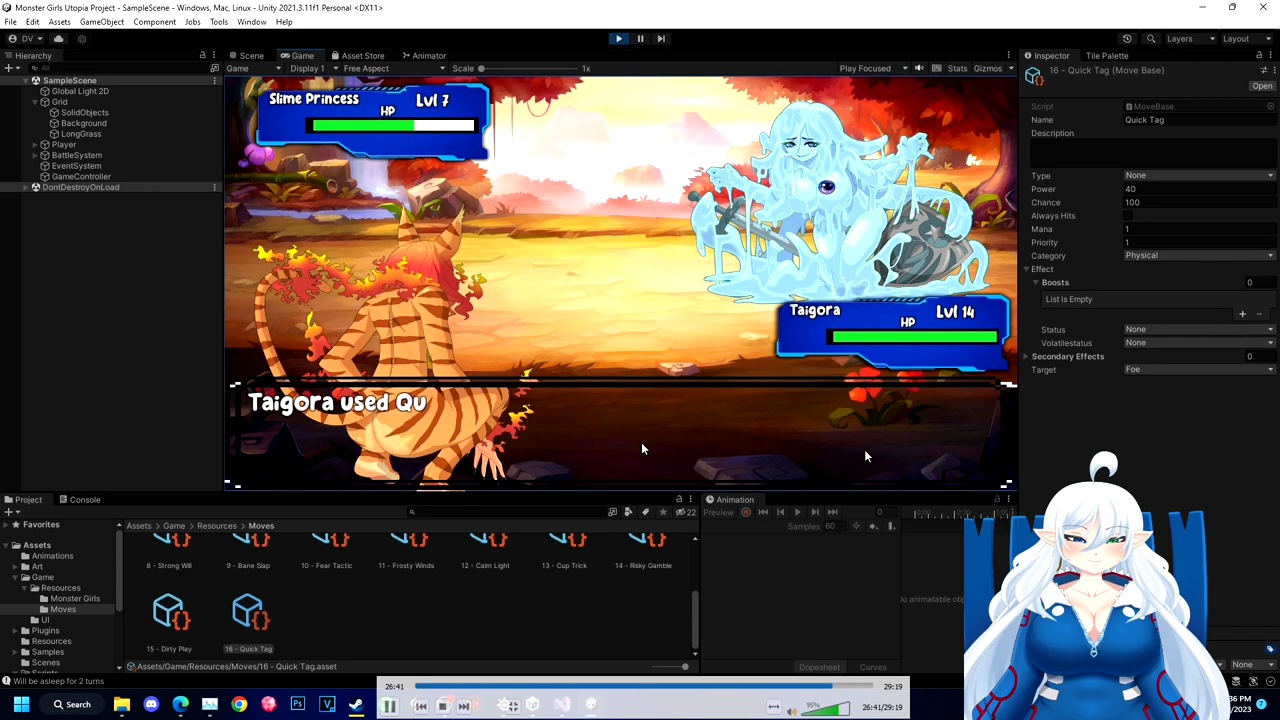 Monster Girls Utopia Project - SampleScene - Windows, Mac, Linux - Unity 2021.3.11f1 Personal <DX11>
File Edit Assets GameObject Component Jobs Tools Window Help
DV
Layers Layout
Hierarchy
All
SampleScene
Global Light 2D
Grid
SolidObjects
Background
LongGrass
Player
BattleSystem
EventSystem
GameController
DontDestroyOnLoad
Scene Game Asset Store Animator
Game Display 1 Free Aspect Scale 1x Play Focused Stats Gizmos
Slime Princess Lvl 7
HP
Taigora Lvl 14
HP
Taigora used Qu
Inspector Tile Palette
16 - Quick Tag (Move Base)
Open
Script MoveBase
Name Quick Tag
Description
Type None
Power 40
Chance 100
Always Hits
Mana 1
Priority 1
Category Physical
Effect
Boosts 0
List is Empty
Status None
Volatilestatus None
Secondary Effects 0
Target Foe
Project Console
22
Favorites
Assets
Animations
Art
Game
Resources
Monster Girls
Moves
UI
Plugins
Resources
Samples
Scenes
Assets Game Resources Moves
8 - Strong Will 9 - Bane Slap 10 - Fear Tactic 11 - Frosty Winds 12 - Calm Light 13 - Cup Trick 14 - Risky Gamble
15 - Dirty Play 16 - Quick Tag
Assets/Game/Resources/Moves/16 - Quick Tag.asset
Animation
Preview 0
Samples 60
No animatable obj
Dopesheet Curves
None
Will be asleep for 2 turns
26:41 29:19
95% 26:41/29:19
Search